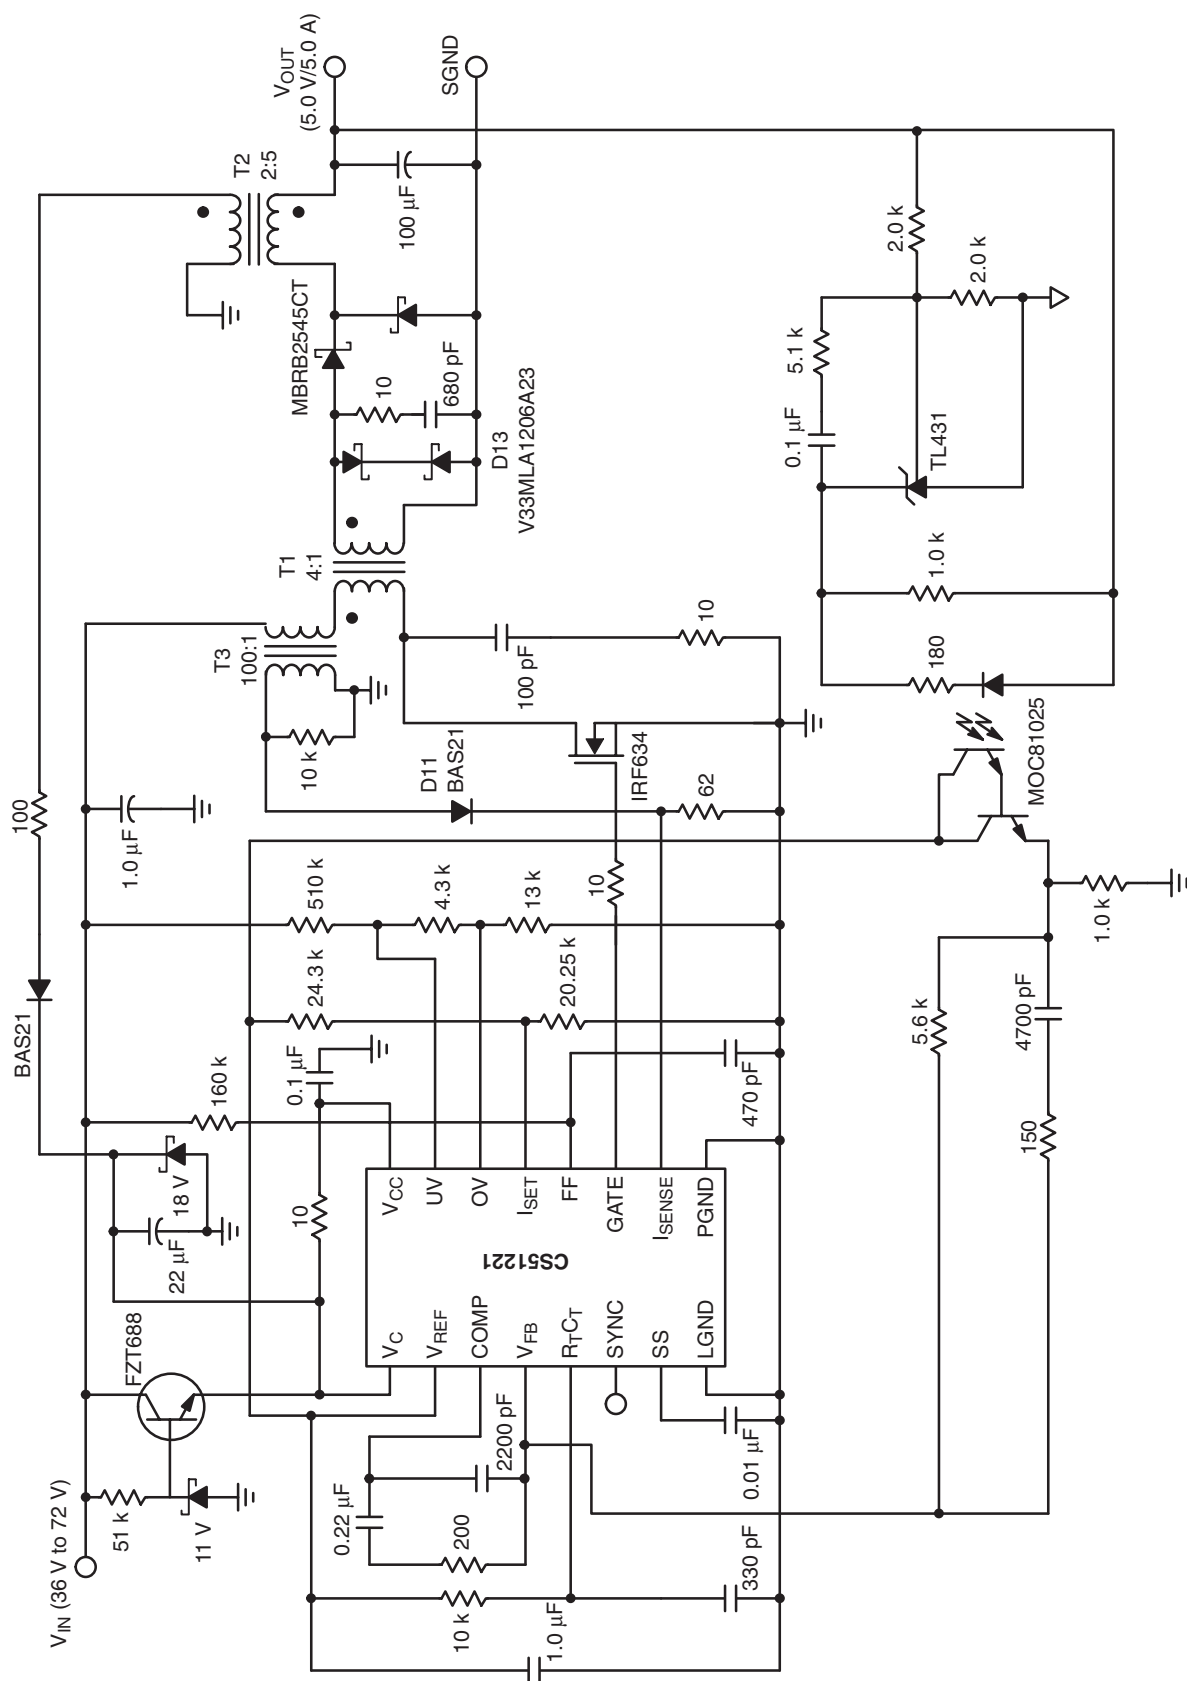 VIN (36 V to 72 V)
51 k
11 V
FZT688
22 µF
18 V
BAS21
100
160 k
10
0.1 µF
24.3 k
510 k
4.3 k
13 k
20.25 k
10
470 pF
1.0 µF
10 k
T3
100:1
D11
BAS21
62
IRF634
100 pF
10
T1
4:1
T2
2:5
MBRB2545CT
10
680 pF
D13
V33MLA1206A23
100 µF
VOUT
(5.0 V/5.0 A)
SGND
CS51221
VC
VREF
COMP
VFB
RTCT
SYNC
SS
LGND
VCC
UV
OV
ISET
FF
GATE
ISENSE
PGND
0.22 µF
200
2200 pF
10 k
1.0 µF
330 pF
0.01 µF
5.6 k
4700 pF
150
1.0 k
MOC81025
180
1.0 k
TL431
0.1 µF
5.1 k
2.0 k
2.0 k